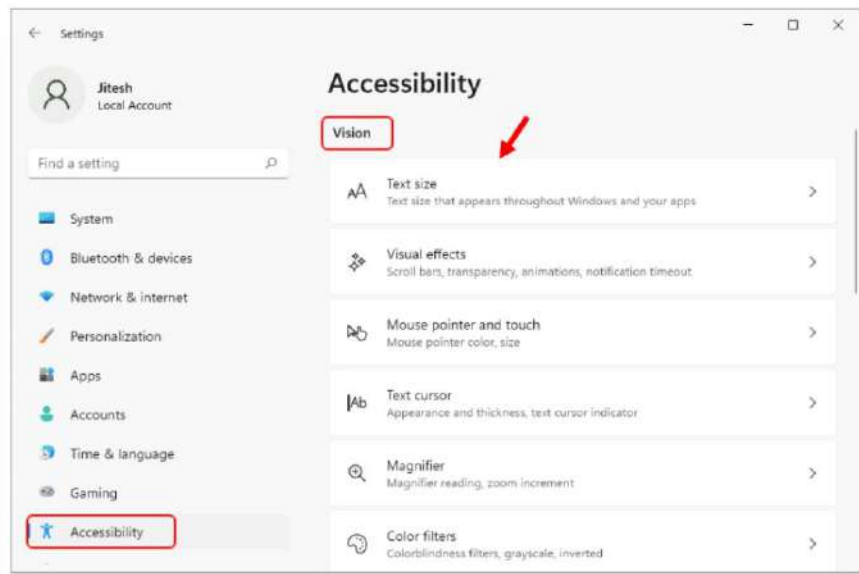 Settings
Jitesh
Local Account
Find a setting
System
Bluetooth & devices
Network & internet
Personalization
Apps
Accounts
Time & language
Gaming
Accessibility
Accessibility
Vision
Text size
Text size that appears throughout Windows and your apps
Visual effects
Scroll bars, transparency, animations, notification timeout
Mouse pointer and touch
Mouse pointer color, size
Text cursor
Appearance and thickness, text cursor indicator
Magnifier
Magnifier reading, zoom increment
Color filters
Colorblindness filters, grayscale, inverted